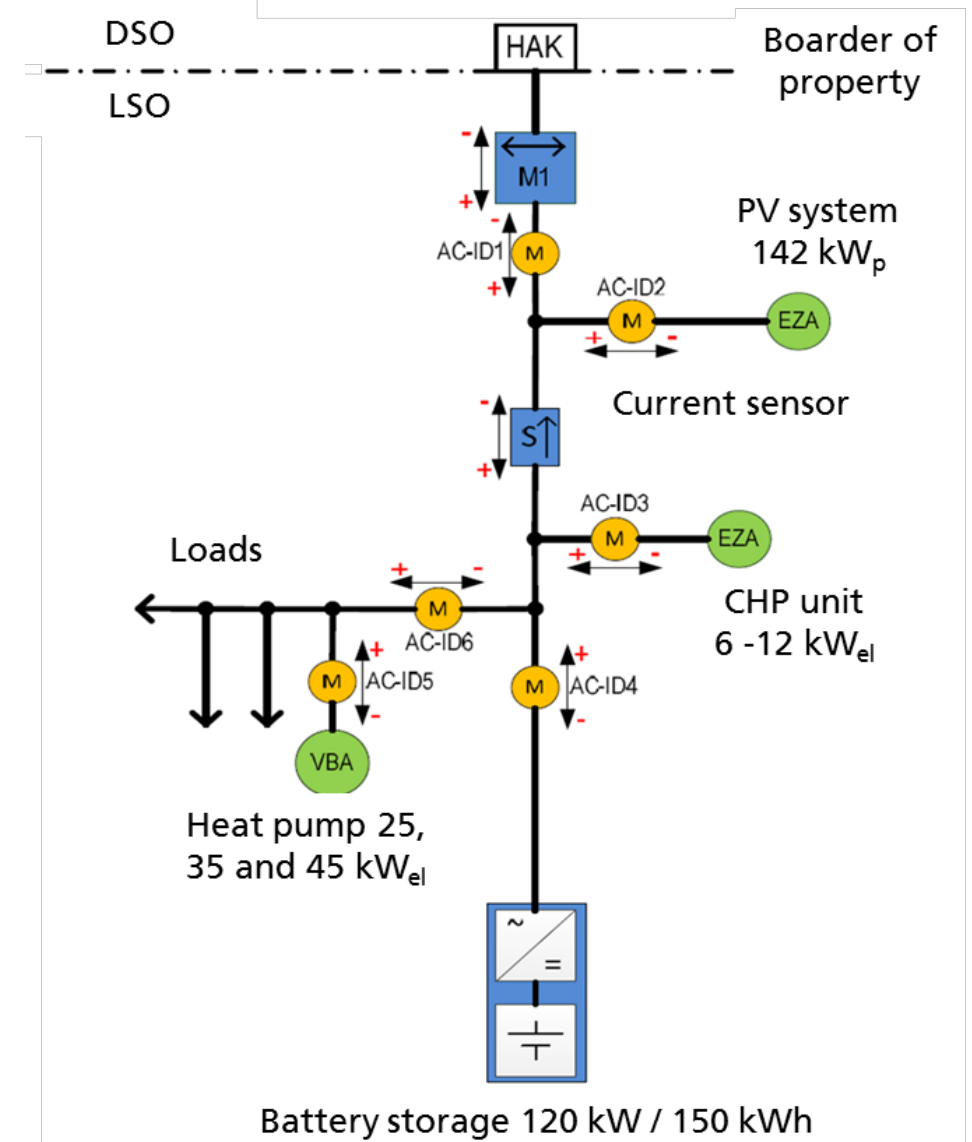 DSO
HAK
Boarder of
property
LSO
-
M1
+
PV system
142 kWp
-
AC-ID1
M
+
AC-ID2
M
EZA
+ -
Current sensor
-
S
+
AC-ID3
M
EZA
+ -
Loads
+ -
M
AC-ID6
CHP unit
6 -12 kWel
+
M
AC-ID5
-
+
M
AC-ID4
-
VBA
Heat pump 25,
35 and 45 kWel
~
=
Battery storage 120 kW / 150 kWh